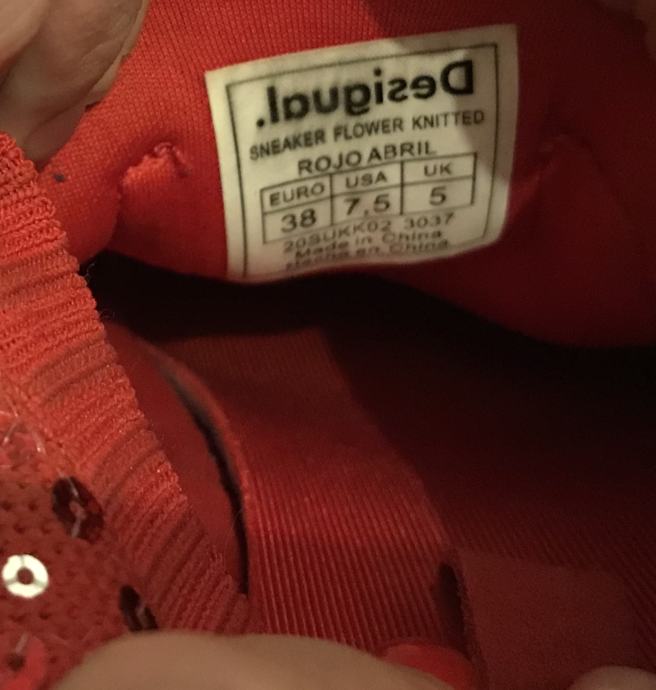 Desigual.
SNEAKER FLOWER KNITTED
ROJO ABRIL
EURO USA UK
38 7,5 5
20SUKK02 3037
Made in China
Hecho en China